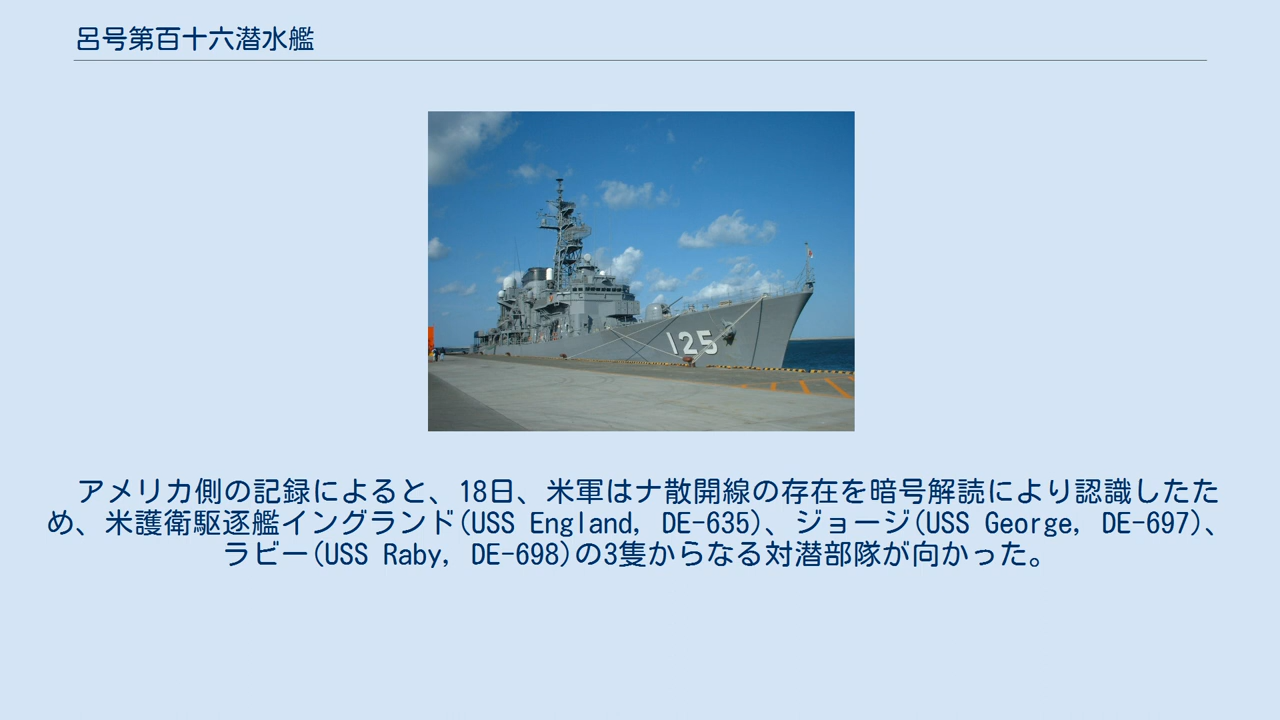 呂号第百十六潜水艦
125
アメリカ側の記録によると、18日、米軍はナ散開線の存在を暗号解読により認識したた
め、米護衛駆逐艦イングランド(USS England, DE-635)、ジョージ(USS George, DE-697)、
ラビー(USS Raby, DE-698)の3隻からなる対潜部隊が向かった。